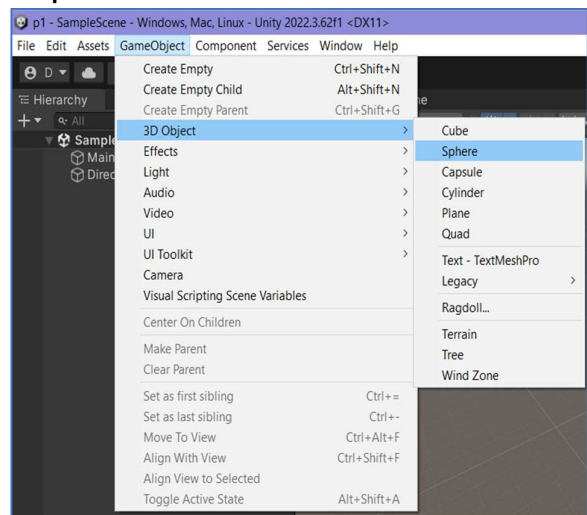 p1 - SampleScene - Windows, Mac, Linux - Unity 2022.3.62f1 <DX11>
File Edit Assets GameObject Component Services Window Help
D
Hierarchy
All
Sample
Main
Direc
Create Empty Ctrl+Shift+N
Create Empty Child Alt+Shift+N
Create Empty Parent Ctrl+Shift+G
3D Object >
Effects >
Light >
Audio >
Video >
UI >
UI Toolkit >
Camera
Visual Scripting Scene Variables
Center On Children
Make Parent
Clear Parent
Set as first sibling Ctrl+=
Set as last sibling Ctrl+-
Move To View Ctrl+Alt+F
Align With View Ctrl+Shift+F
Align View to Selected
Toggle Active State Alt+Shift+A
Cube
Sphere
Capsule
Cylinder
Plane
Quad
Text - TextMeshPro
Legacy >
Ragdoll...
Terrain
Tree
Wind Zone